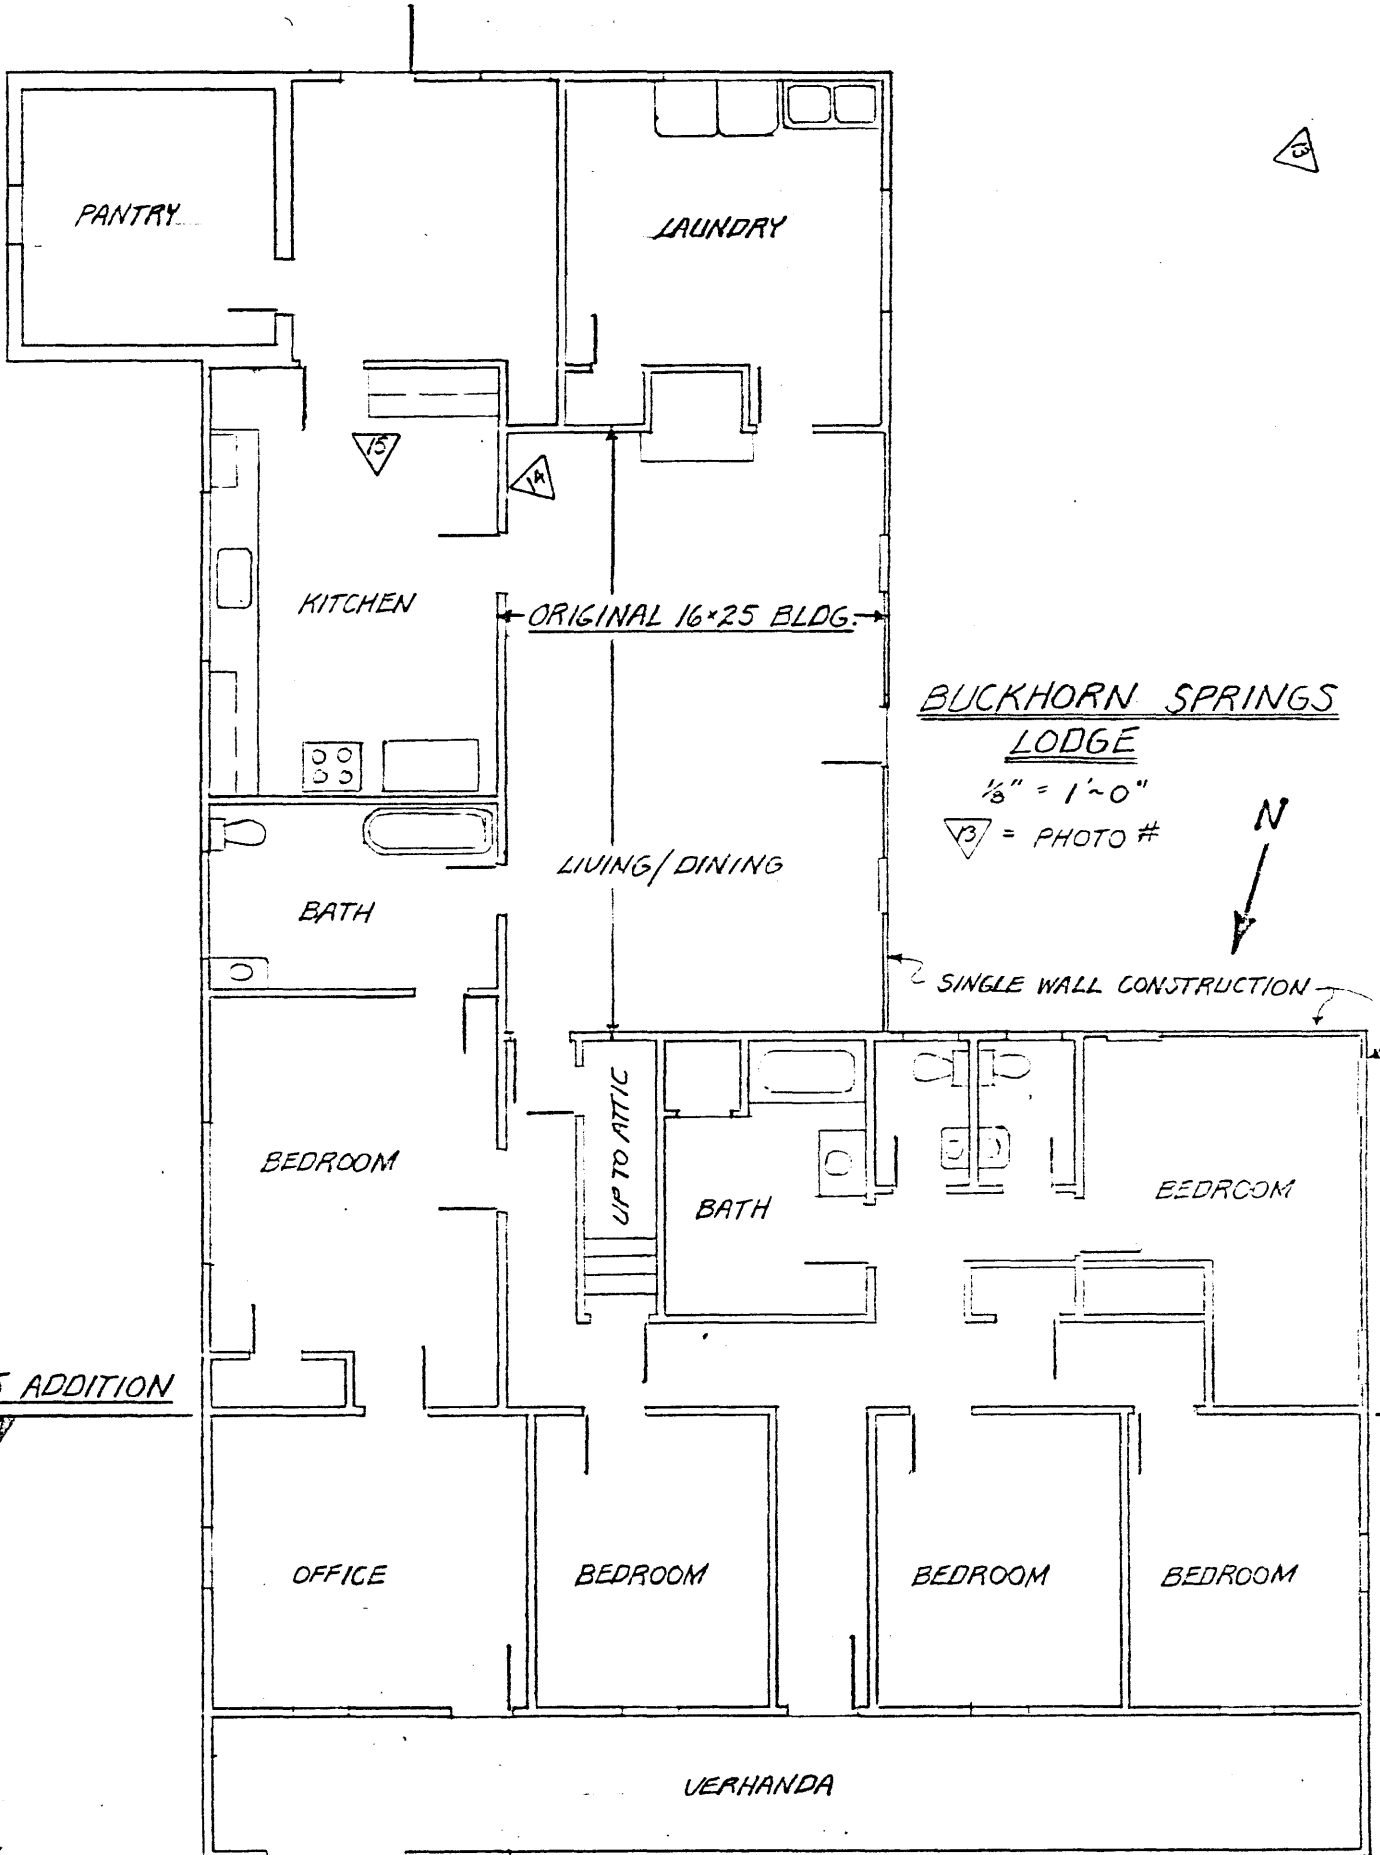 13
PANTRY
LAUNDRY
15
14
KITCHEN
ORIGINAL 16×25 BLDG.
BUCKHORN SPRINGS
LODGE
1/8" = 1'~0"
13 = PHOTO #
N
LIVING/DINING
BATH
SINGLE WALL CONSTRUCTION
UP TO ATTIC
BEDROOM
BATH
BEDROOM
ADDITION
OFFICE
BEDROOM
BEDROOM
BEDROOM
VERHANDA